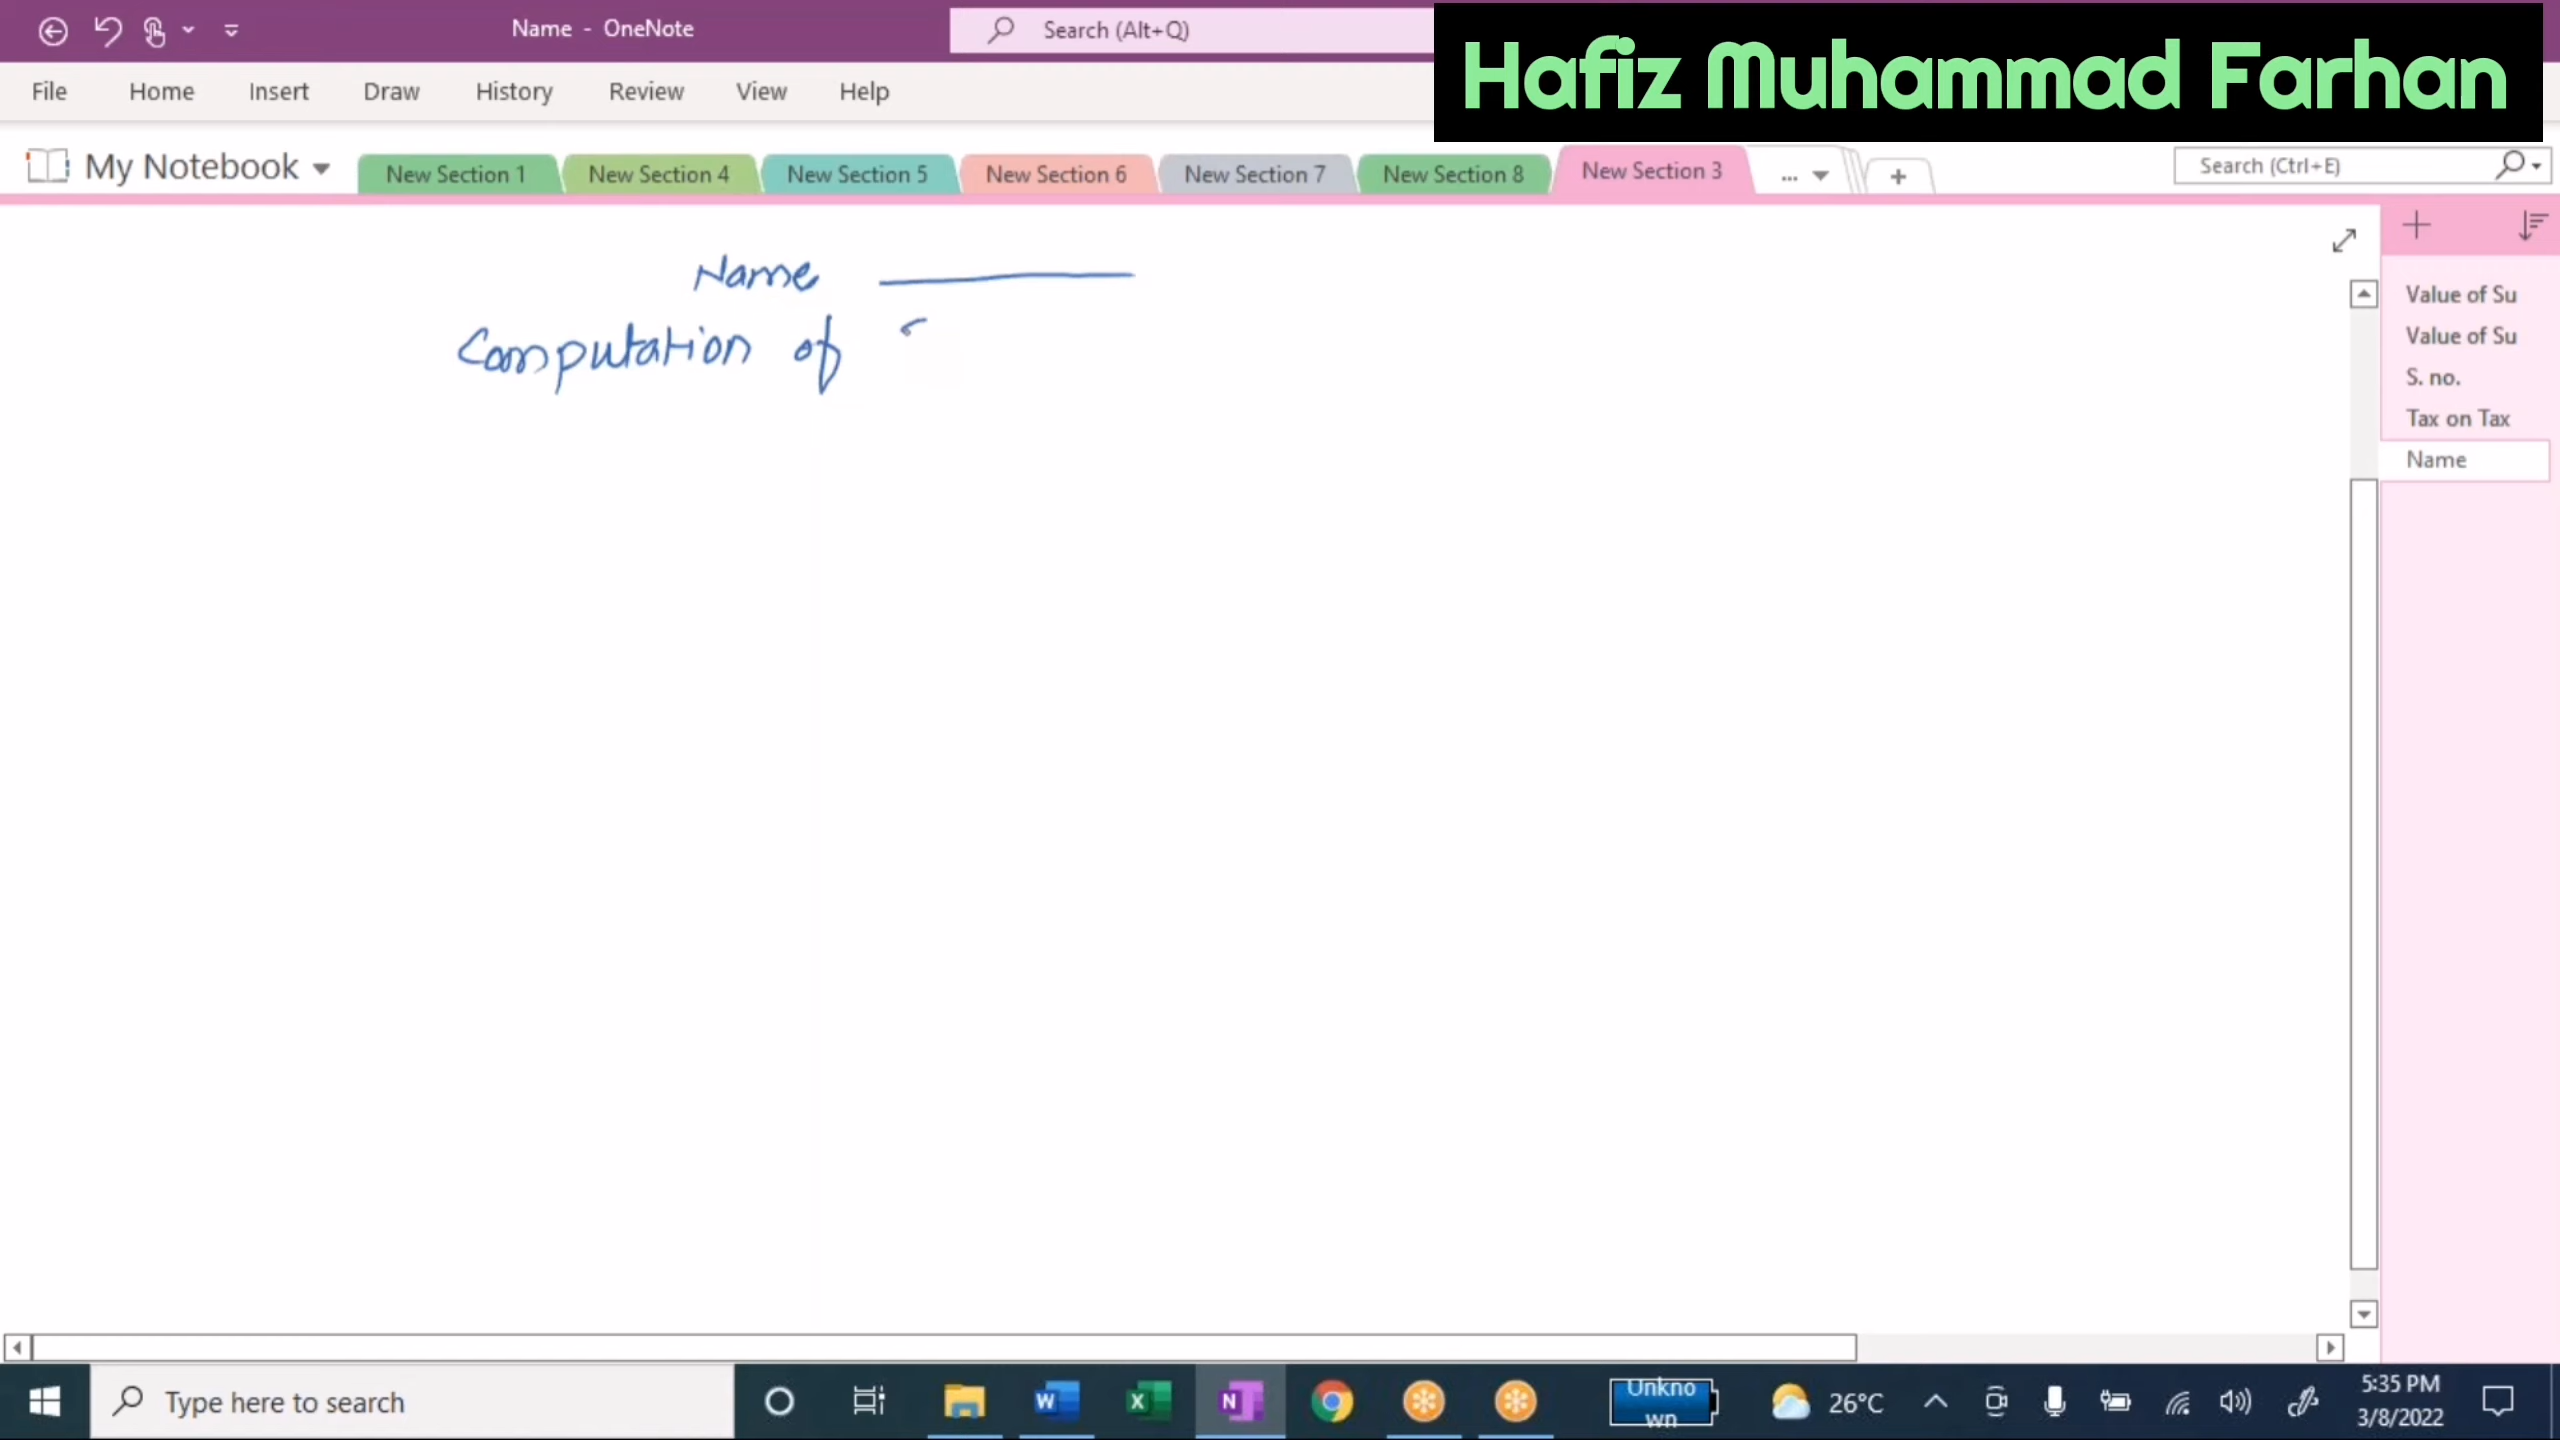 Name - OneNote
Search (Alt+Q)
Hafiz Muhammad Farhan
File Home Insert Draw History Review View Help
My Notebook New Section 1 New Section 4 New Section 5 New Section 6 New Section 7 New Section 8 New Section 3 ... + Search (Ctrl+E)
Name
Computation of
Value of Su
Value of Su
S. no.
Tax on Tax
Name
Type here to search
W
X
N
Unkno
wn
26°C
5:35 PM
3/8/2022